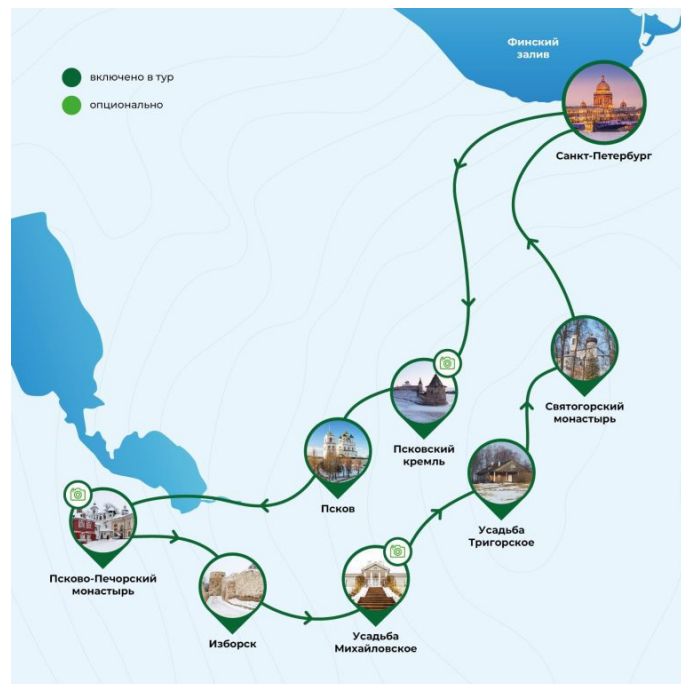 Финский
залив
включено в тур
опционально
Санкт-Петербург
Святогорский
монастырь
Псковский
кремль
Псков
Усадьба
Тригорское
Псково-Печорский
монастырь
Изборск
Усадьба
Михайловское